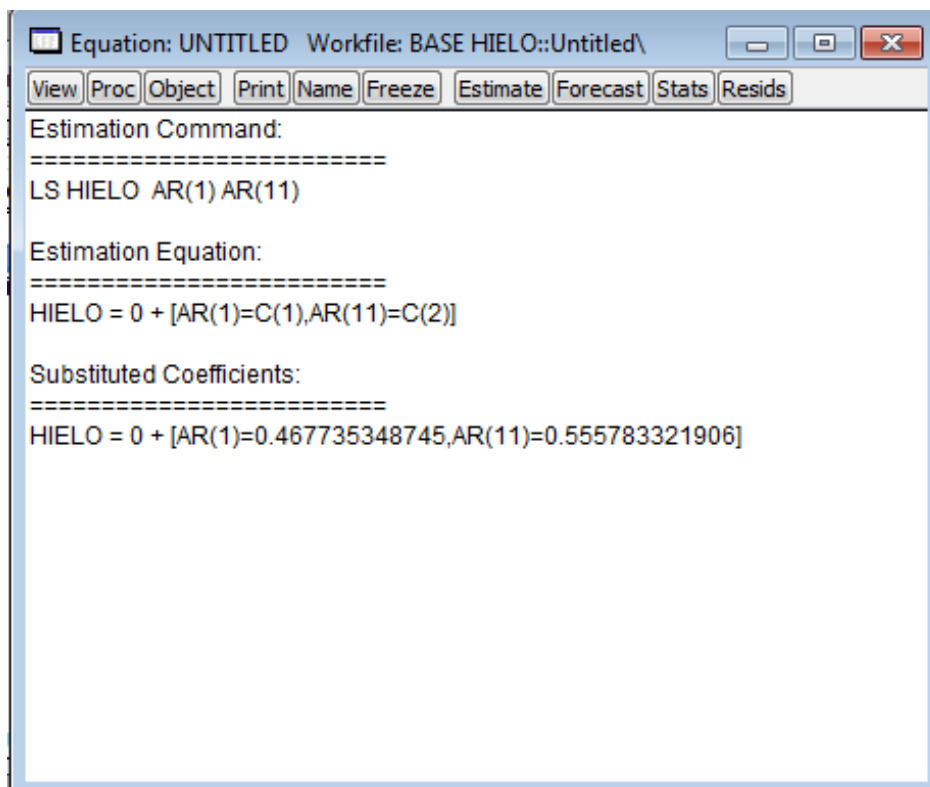 Equation: UNTITLED Workfile: BASE HIELO::Untitled\
View Proc Object Print Name Freeze Estimate Forecast Stats Resids
Estimation Command:
=========================
LS HIELO AR(1) AR(11)
Estimation Equation:
=========================
HIELO = 0 + [AR(1)=C(1),AR(11)=C(2)]
Substituted Coefficients:
=========================
HIELO = 0 + [AR(1)=0.467735348745,AR(11)=0.555783321906]